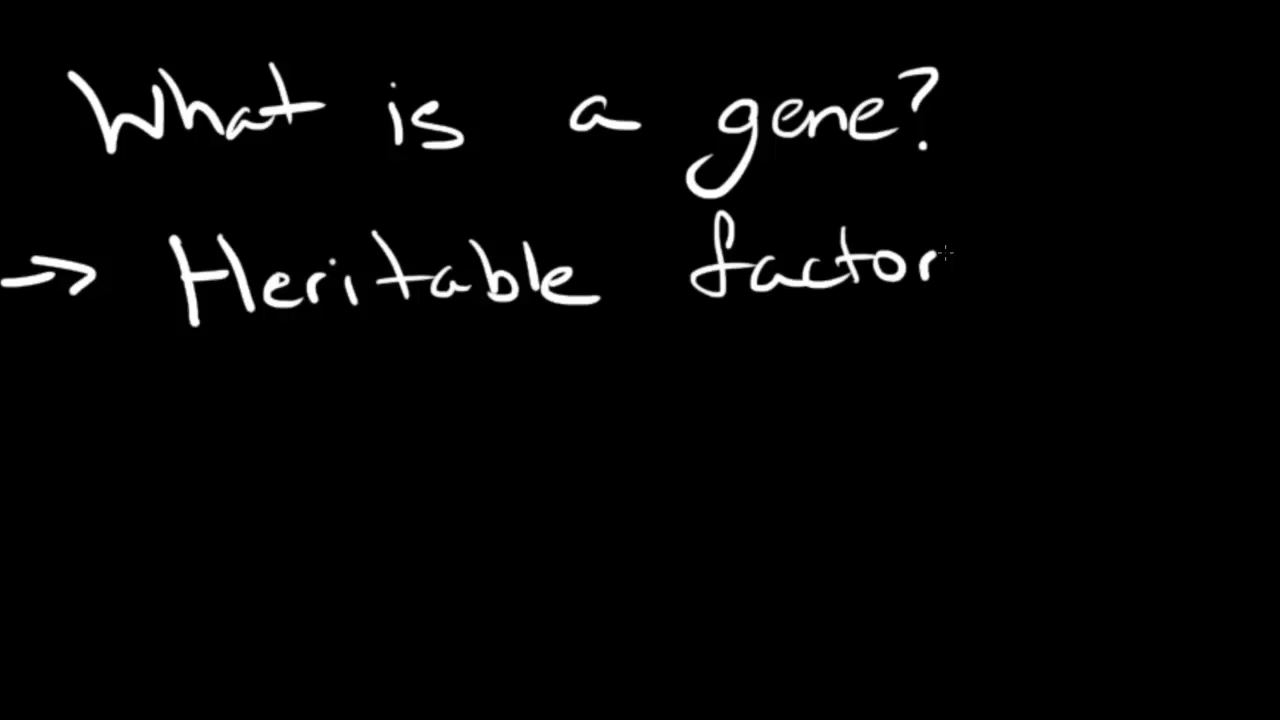 What is a gene?
→ Heritable factor